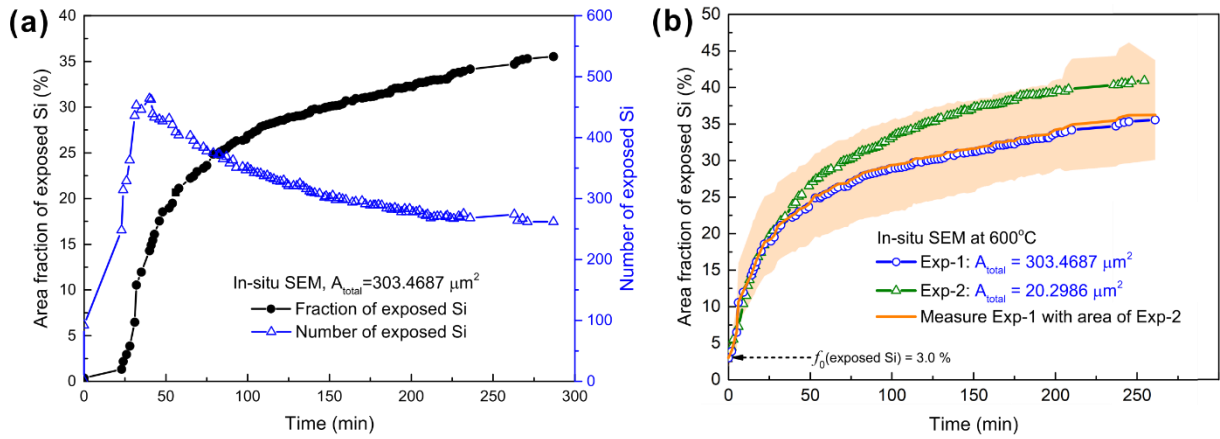 (a)
Area fraction of exposed Si (%)
40
35
30
25
20
15
10
5
0
0
50
100
150
200
250
300
Time (min)
600
500
400
300
200
100
0
Number of exposed Si
In-situ SEM, A_total=303.4687 μm²
Fraction of exposed Si
Number of exposed Si
(b)
Area fraction of exposed Si (%)
50
45
40
35
30
25
20
15
10
5
0
0
50
100
150
200
250
Time (min)
In-situ SEM at 600°C
Exp-1: A_total = 303.4687 μm²
Exp-2: A_total = 20.2986 μm²
Measure Exp-1 with area of Exp-2
f₀(exposed Si) = 3.0 %